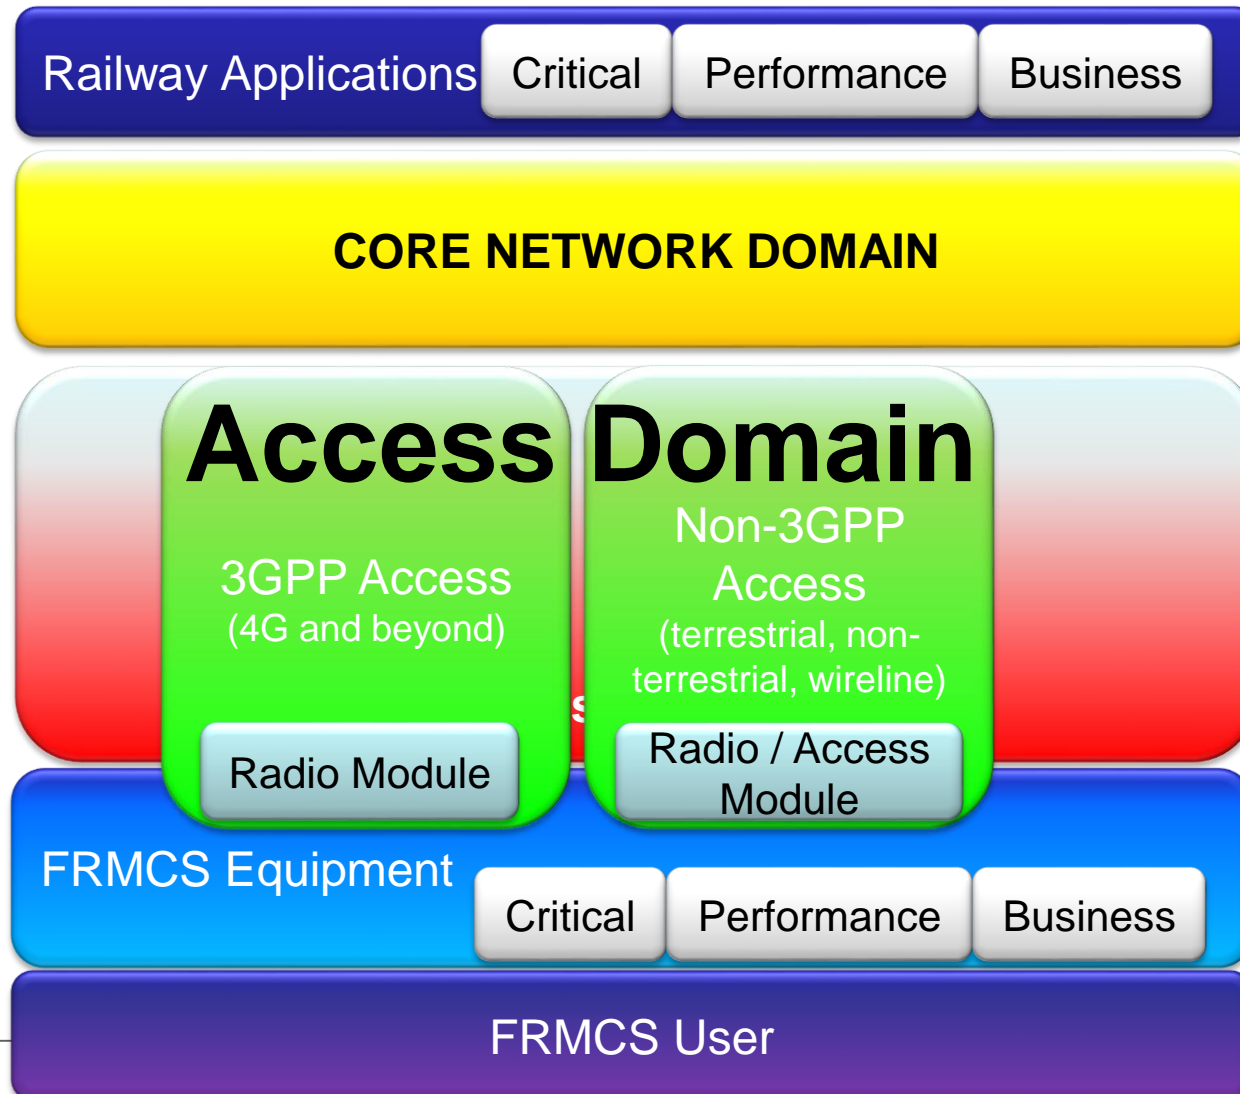 Railway Applications Critical Performance Business
CORE NETWORK DOMAIN
Access Domain
3GPP Access
(4G and beyond)
Radio Module
Non-3GPP
Access
(terrestrial, non-
terrestrial, wireline)
Radio / Access
Module
FRMCS Equipment
Critical Performance Business
FRMCS User